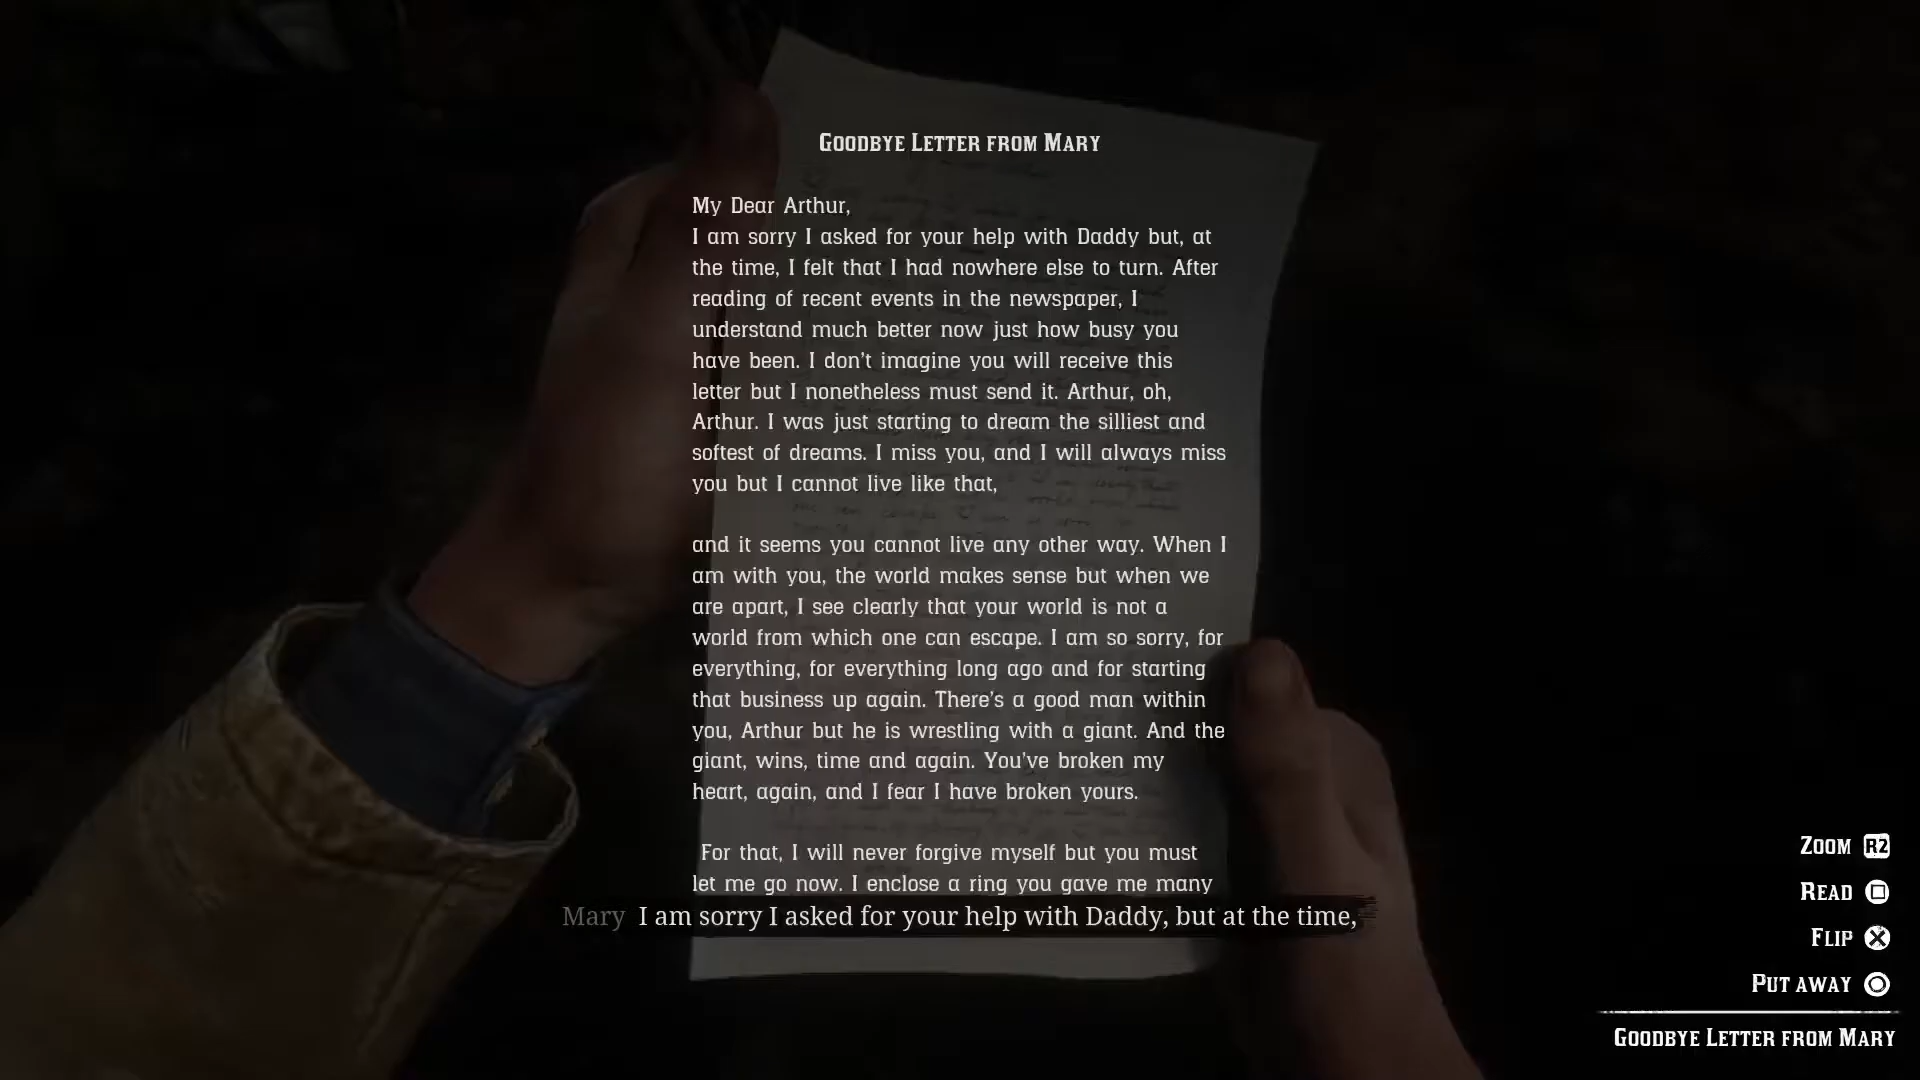 Goodbye Letter from Mary
My Dear Arthur,
I am sorry I asked for your help with Daddy but, at
the time, I felt that I had nowhere else to turn. After
reading of recent events in the newspaper, I
understand much better now just how busy you
have been. I don't imagine you will receive this
letter but I nonetheless must send it. Arthur, oh,
Arthur. I was just starting to dream the silliest and
softest of dreams. I miss you, and I will always miss
you but I cannot live like that,
and it seems you cannot live any other way. When I
am with you, the world makes sense but when we
are apart, I see clearly that your world is not a
world from which one can escape. I am so sorry, for
everything, for everything long ago and for starting
that business up again. There's a good man within
you, Arthur but he is wrestling with a giant. And the
giant, wins, time and again. You've broken my
heart, again, and I fear I have broken yours.
For that, I will never forgive myself but you must
let me go now. I enclose a ring you gave me many
Mary I am sorry I asked for your help with Daddy, but at the time,
Zoom R2
Read
Flip
Put away
Goodbye Letter from Mary